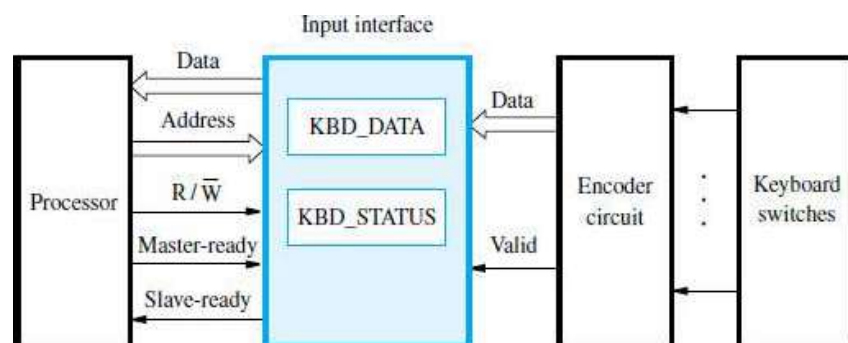 Input interface
Data
Address
R / W̅
Master-ready
Slave-ready
Processor
KBD_DATA
KBD_STATUS
Data
Valid
Encoder
circuit
Keyboard
switches